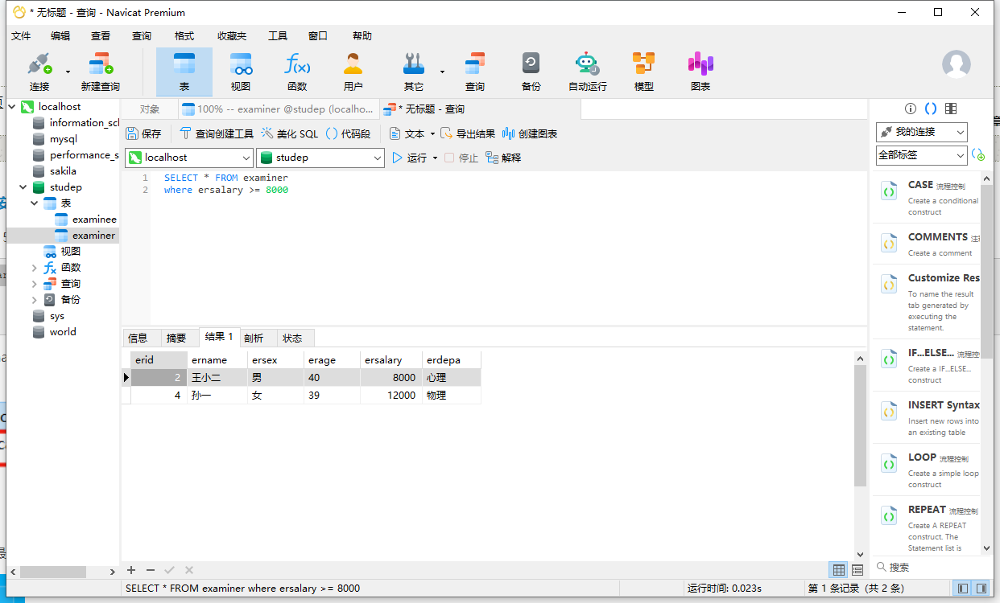 * 无标题 - 查询 - Navicat Premium
文件 编辑 查看 查询 格式 收藏夹 工具 窗口 帮助
连接 新建查询 表 视图 函数 用户 其它 查询 备份 自动运行 模型 图表
localhost
information_scl
mysql
performance_s
sakila
studep
表
examinee
examiner
视图
函数
查询
备份
sys
world
对象 100% -- examiner @studep (localho... * 无标题 - 查询
保存 查询创建工具 美化 SQL 代码段 文本 导出结果 创建图表
localhost studep 运行 停止 解释
1 SELECT * FROM examiner
2 where ersalary >= 8000
信息 摘要 结果 1 剖析 状态
erid ername ersex erage ersalary erdepa
2 王小二 男 40 8000 心理
4 孙一 女 39 12000 物理
我的连接
全部标签
CASE 流程控制
Create a conditional
construct
COMMENTS
Create a comment
Customize Res
To name the result
tab generated by
executing the
statement.
IF...ELSE... 流程控
Create a IF...ELSE...
construct
INSERT Syntax
Insert new rows into
an existing table
LOOP 流程控制
Create a simple loop
construct
REPEAT 流程控制
Create A REPEAT
construct. The
Statement list is
搜索
SELECT * FROM examiner where ersalary >= 8000 运行时间: 0.023s 第 1 条记录 (共 2 条)